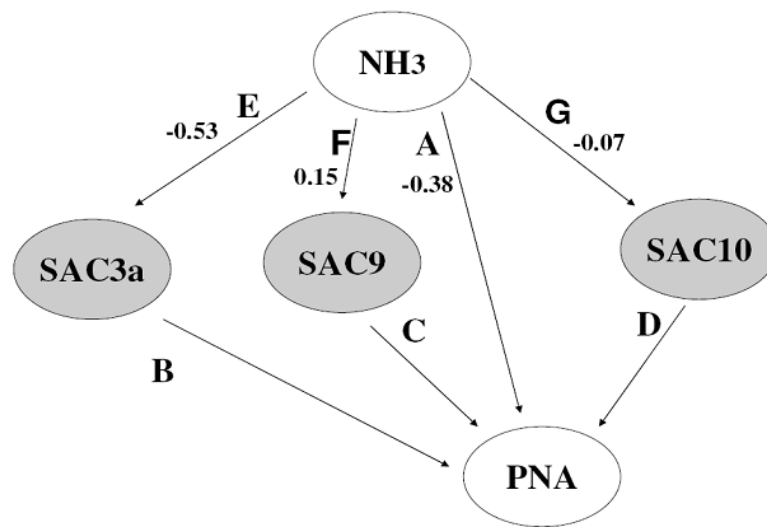 NH3
E
-0.53
F
0.15
A
-0.38
G
-0.07
SAC3a
SAC9
SAC10
B
C
D
PNA